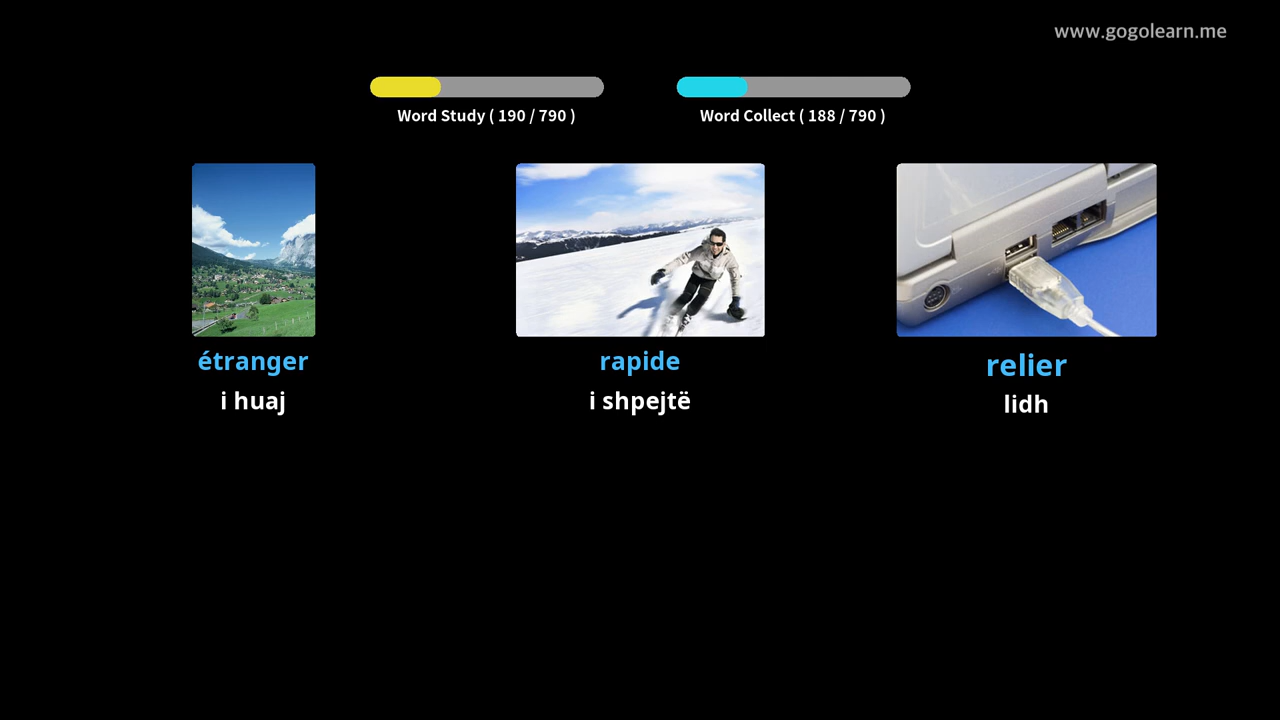 www.gogolearn.me
Word Study ( 190 / 790 )
Word Collect ( 188 / 790 )
étranger
i huaj
rapide
i shpejtë
relier
lidh